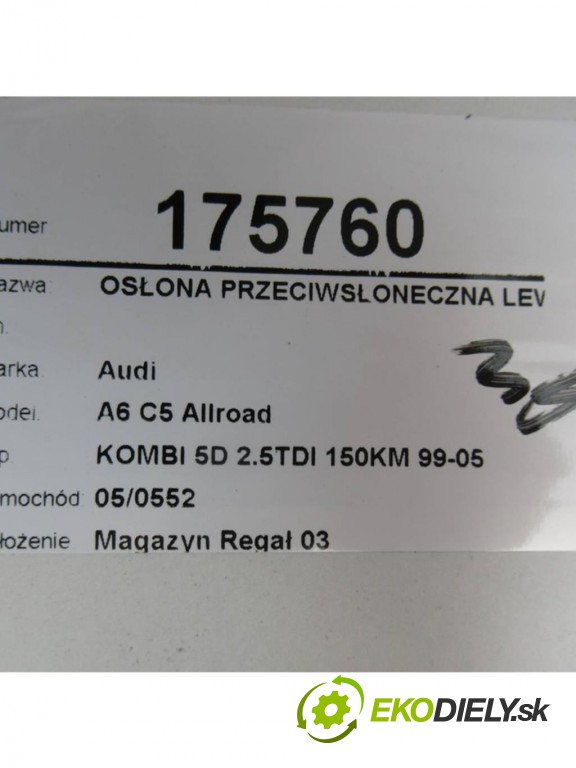 umer 175760
azwa: OSŁONA PRZECIWSŁONECZNA LEW
n.
arka. Audi
odel. A6 C5 Allroad
p KOMBI 5D 2.5TDI 150KM 99-05
mochód 05/0552
łożenie Magazyn Regał 03
EKODIELY.sk